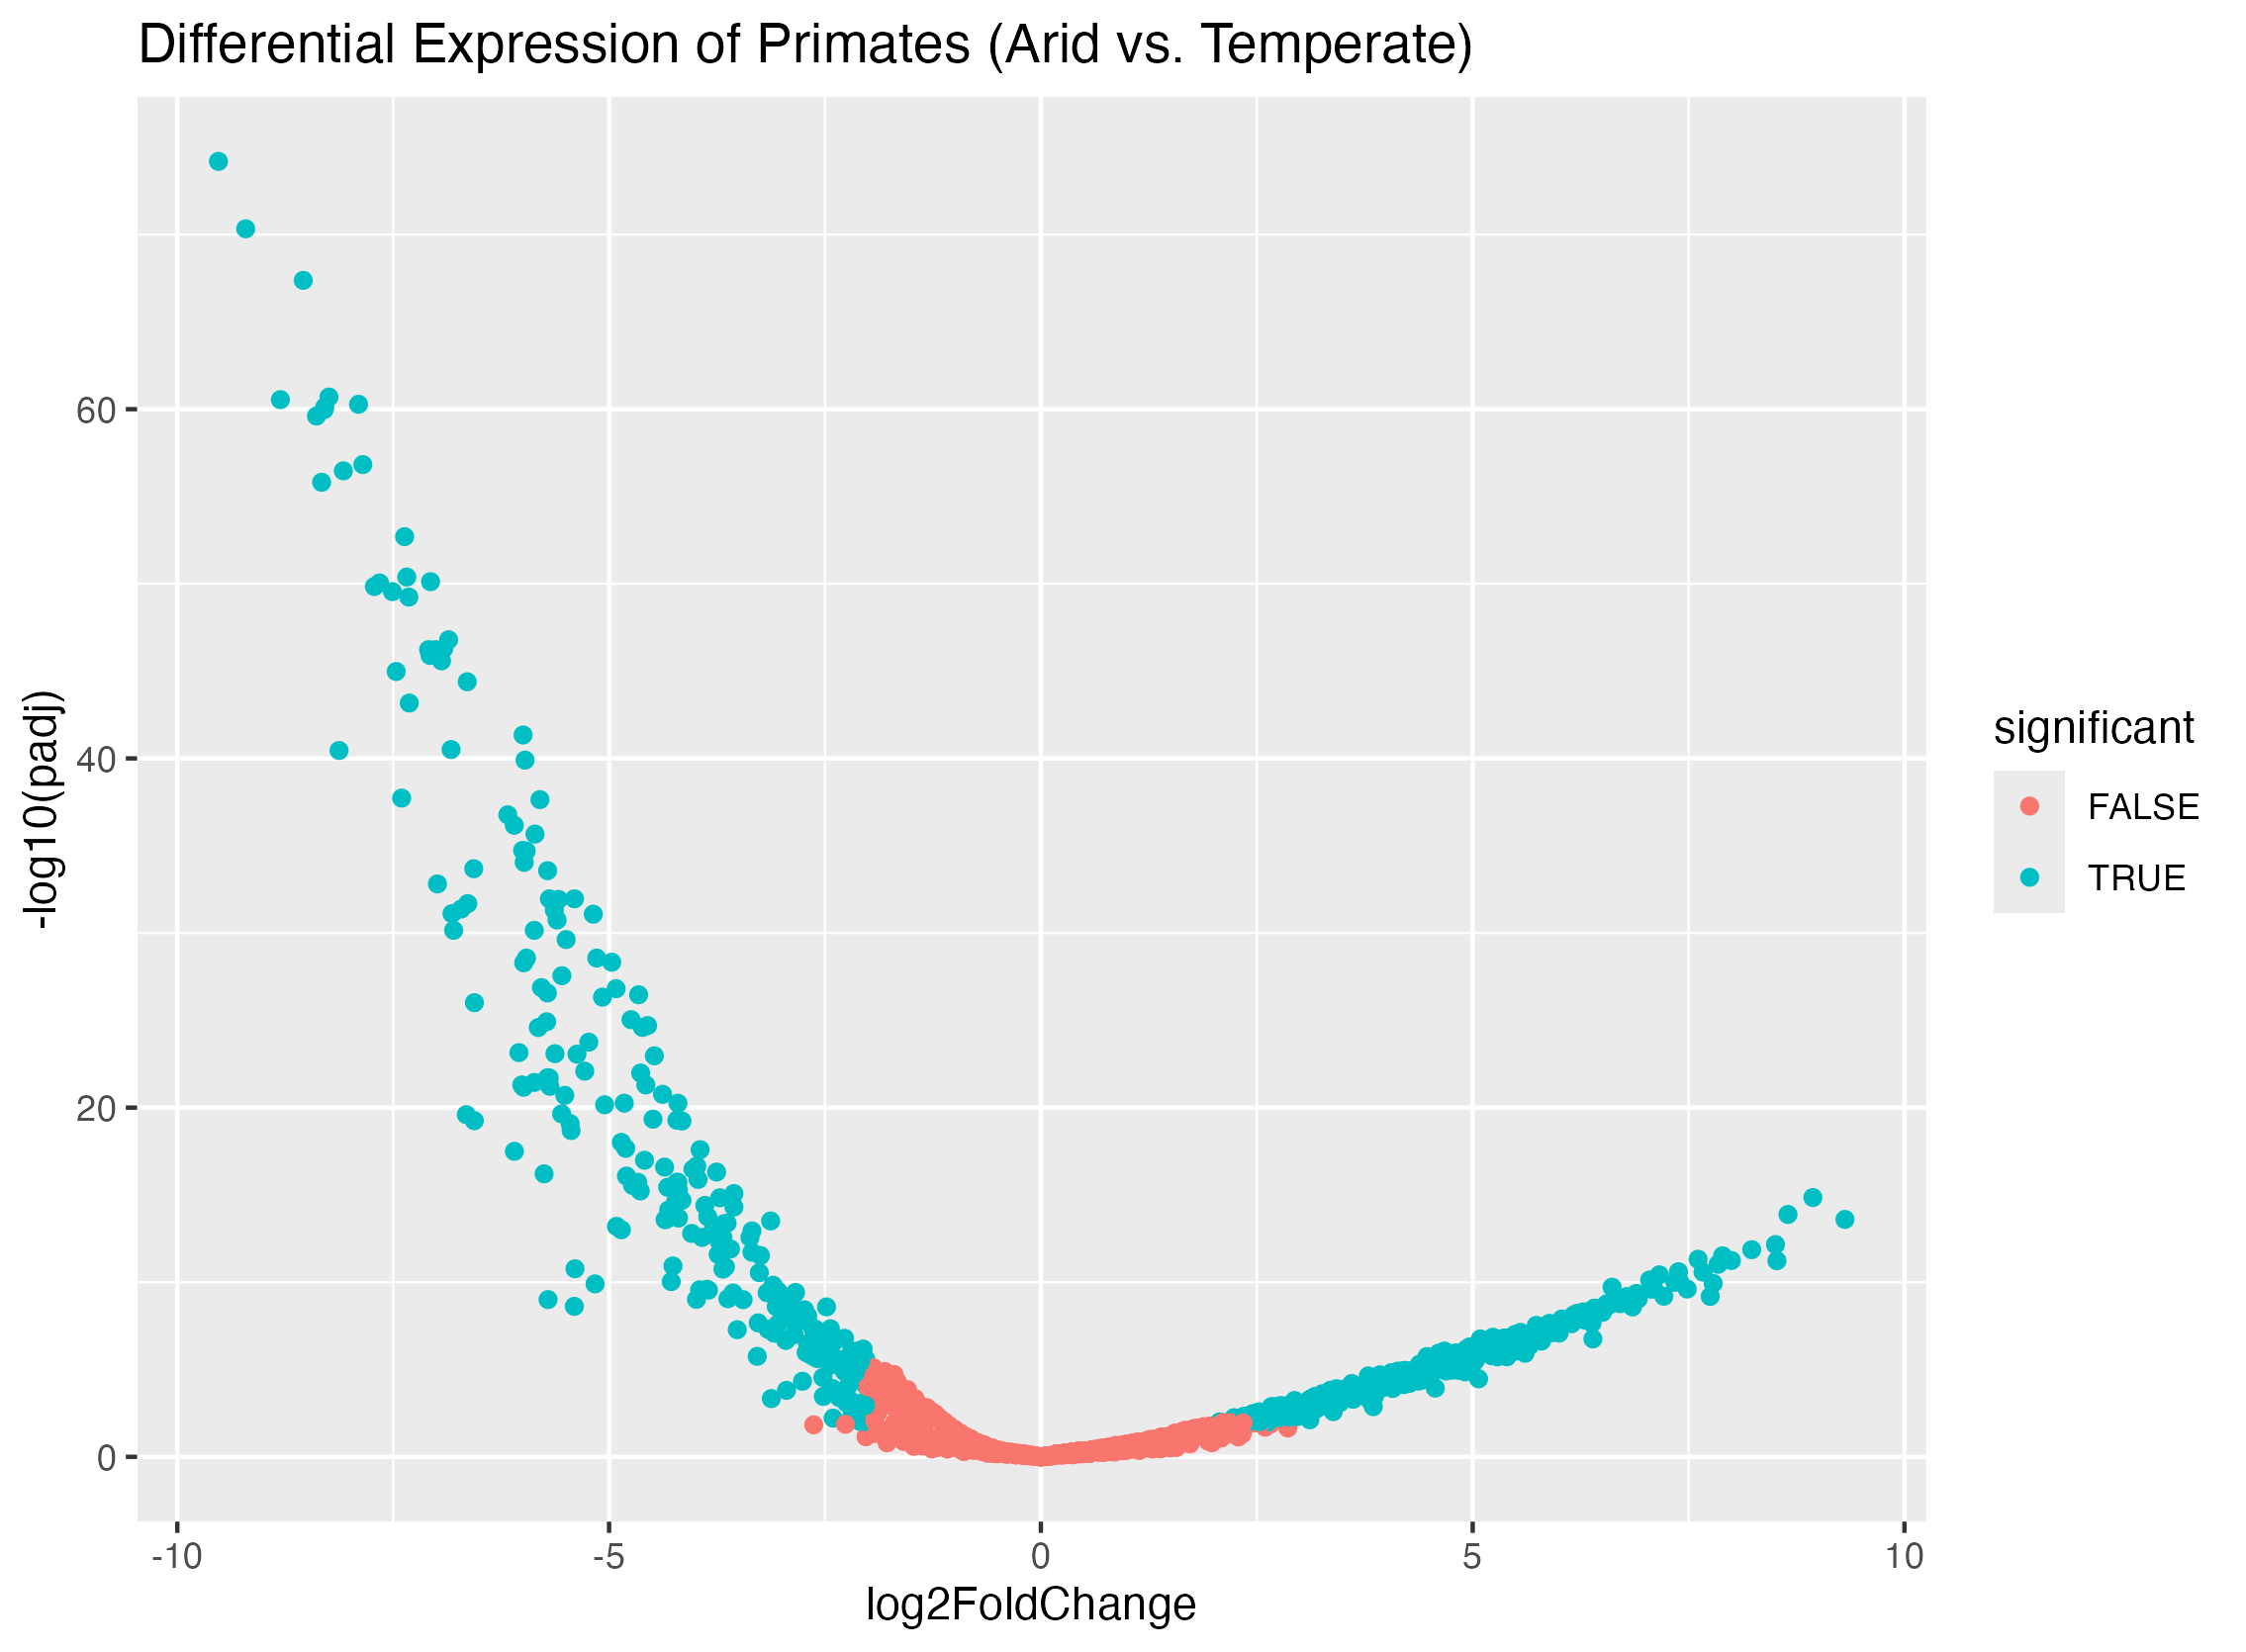 Differential Expression of Primates (Arid vs. Temperate)
-log10(padj)
60
40
20
0
-10
-5
0
5
10
log2FoldChange
significant
FALSE
TRUE